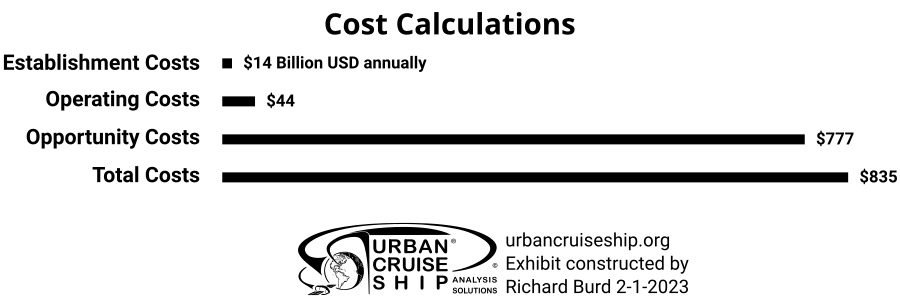 Cost Calculations
Establishment Costs $14 Billion USD annually
Operating Costs $44
Opportunity Costs $777
Total Costs $835
URBAN®
CRUISE
SHIP© ANALYSIS
SOLUTIONS
urbancruiseship.org
Exhibit constructed by
Richard Burd 2-1-2023